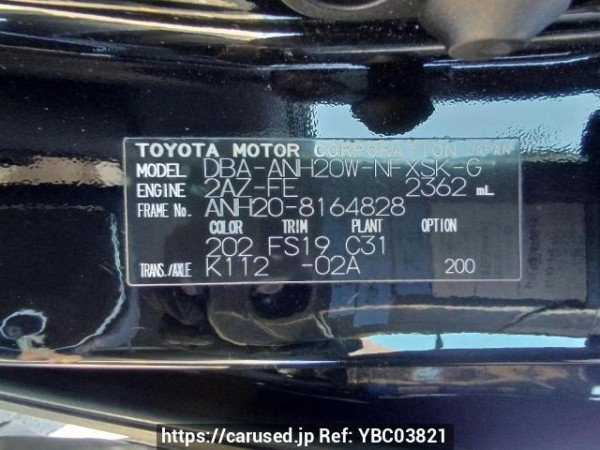 TOYOTA MOTOR CORPORATION JAPAN
MODEL DBA-ANH20W-NFXSK-G
ENGINE 2AZ-FE 2362 mL
FRAME No. ANH20-8164828
COLOR TRIM PLANT OPTION
202 FS19 C31
TRANS./AXLE K112 -02A 200
https://carused.jp Ref: YBC03821